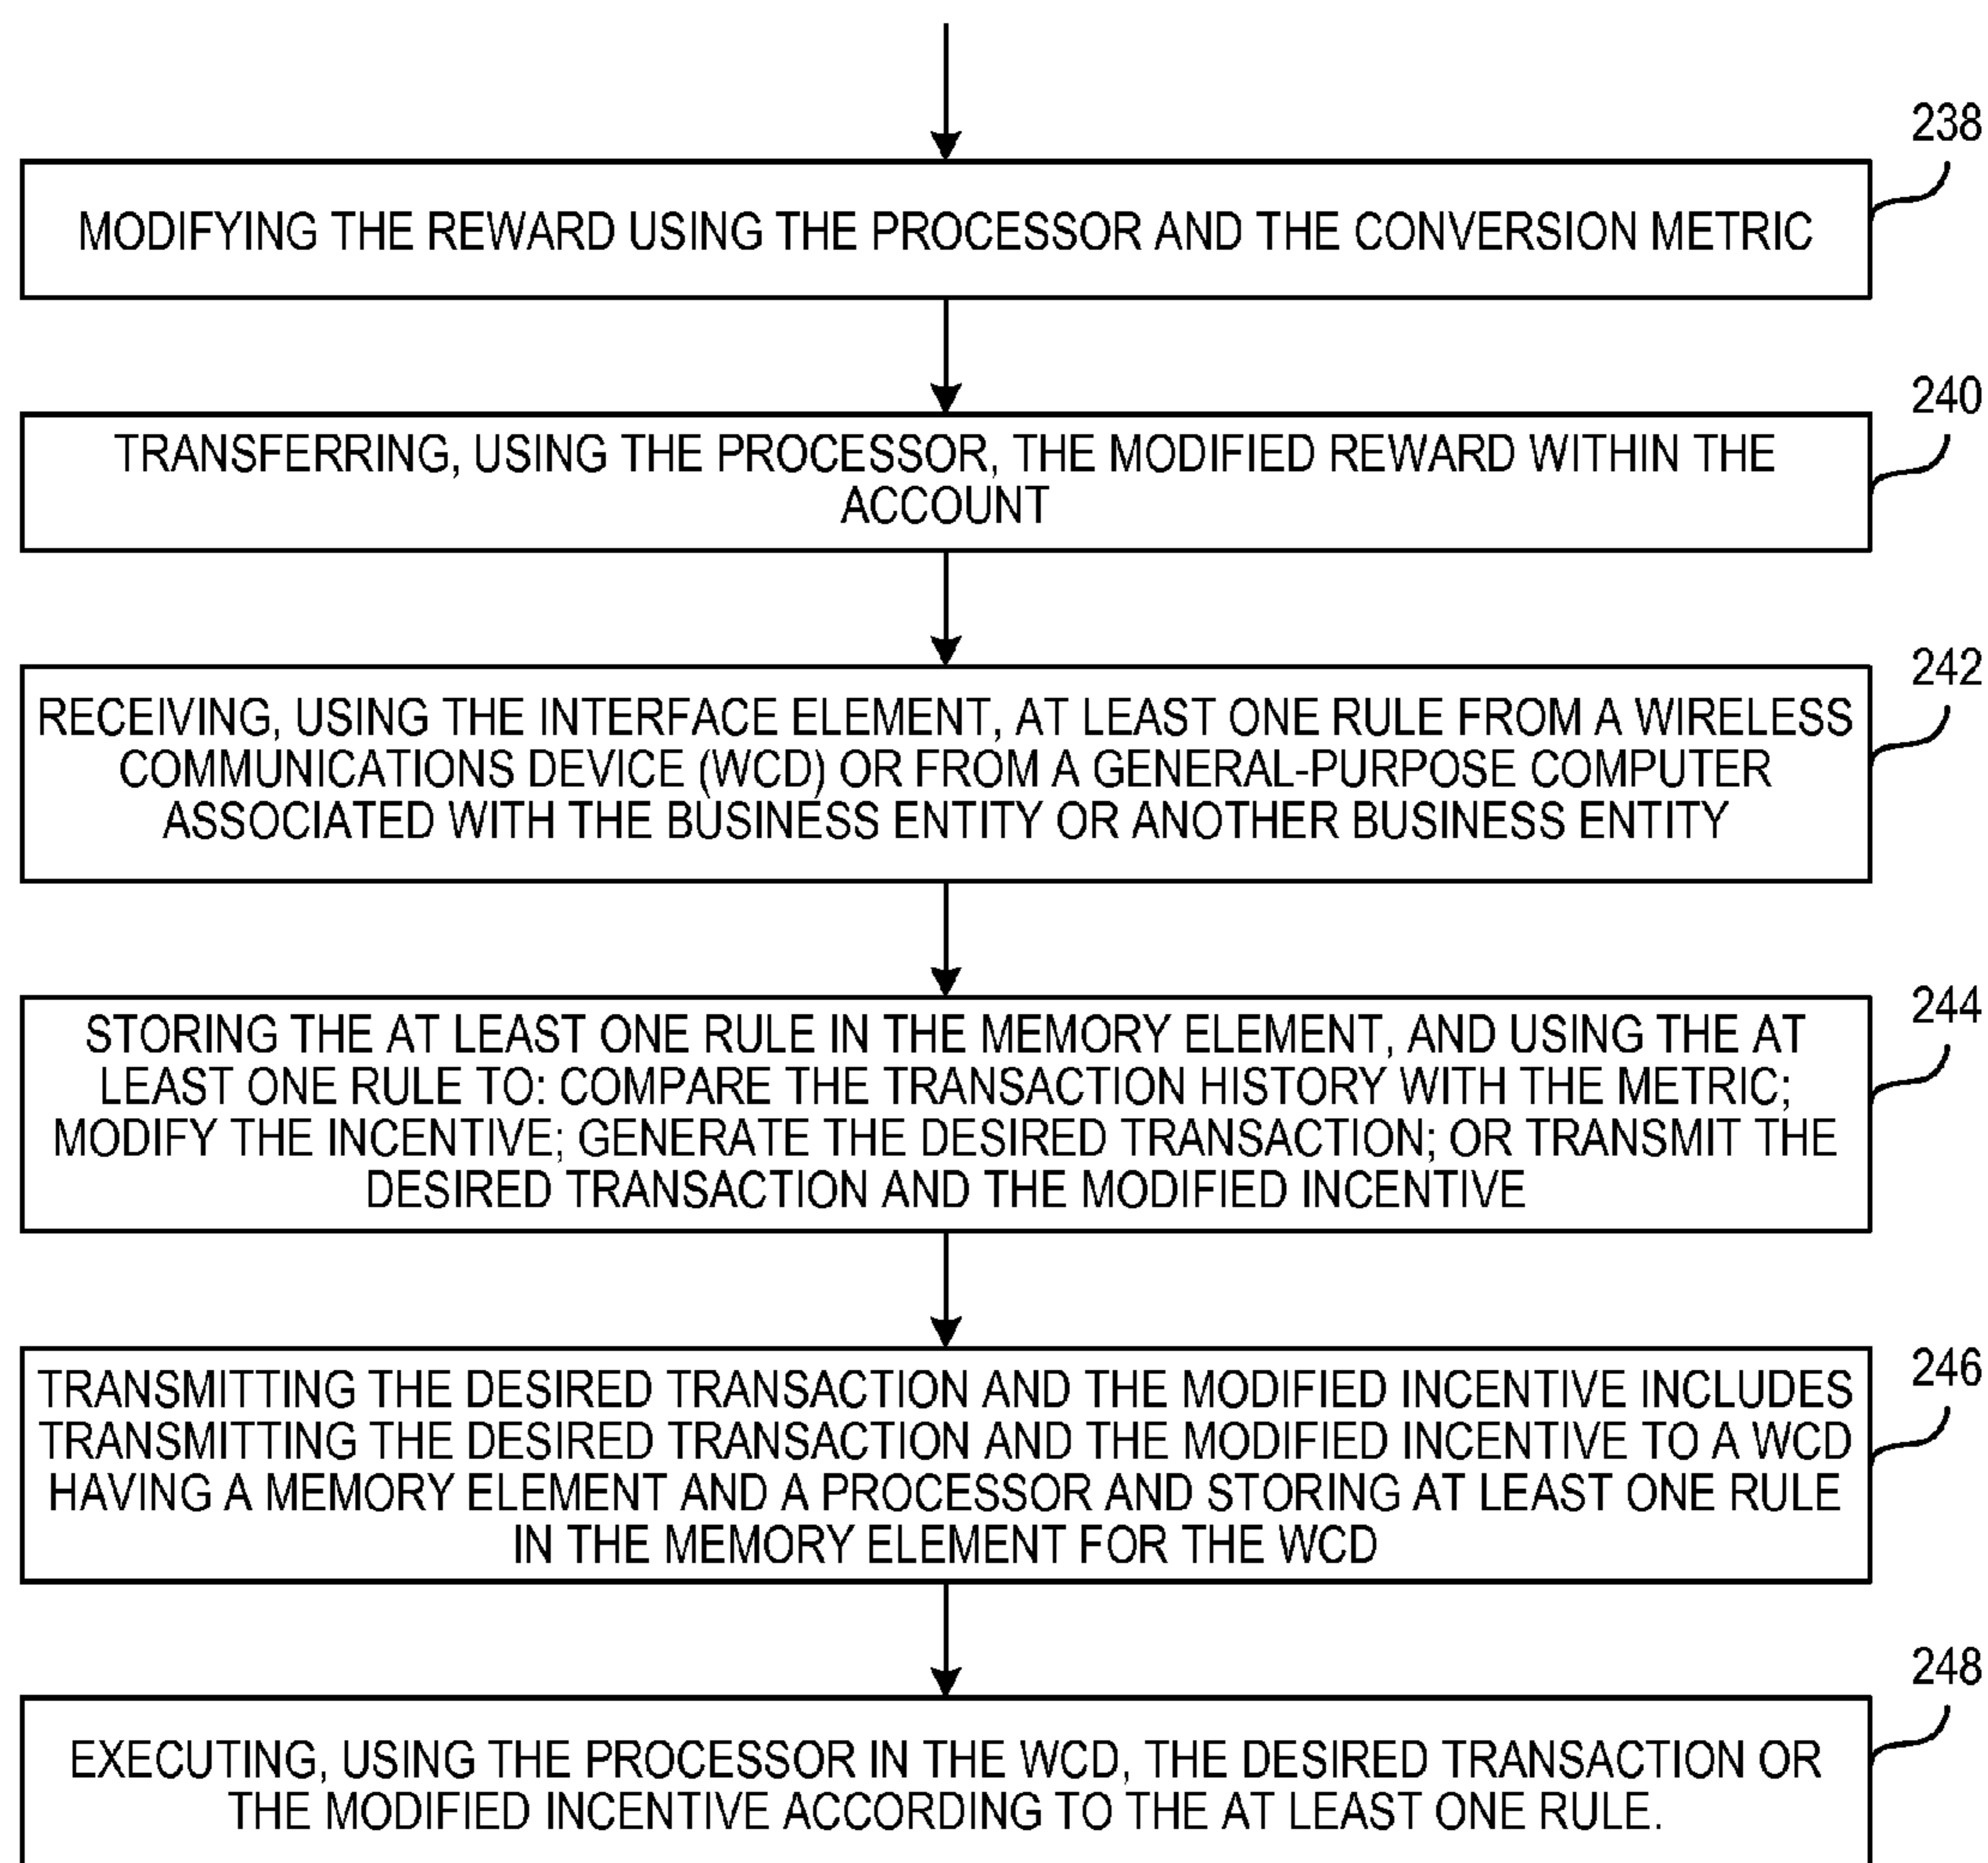 238
MODIFYING THE REWARD USING THE PROCESSOR AND THE CONVERSION METRIC
240
TRANSFERRING, USING THE PROCESSOR, THE MODIFIED REWARD WITHIN THE
ACCOUNT
242
RECEIVING, USING THE INTERFACE ELEMENT, AT LEAST ONE RULE FROM A WIRELESS
COMMUNICATIONS DEVICE (WCD) OR FROM A GENERAL-PURPOSE COMPUTER
ASSOCIATED WITH THE BUSINESS ENTITY OR ANOTHER BUSINESS ENTITY
244
STORING THE AT LEAST ONE RULE IN THE MEMORY ELEMENT, AND USING THE AT
LEAST ONE RULE TO: COMPARE THE TRANSACTION HISTORY WITH THE METRIC;
MODIFY THE INCENTIVE; GENERATE THE DESIRED TRANSACTION; OR TRANSMIT THE
DESIRED TRANSACTION AND THE MODIFIED INCENTIVE
246
TRANSMITTING THE DESIRED TRANSACTION AND THE MODIFIED INCENTIVE INCLUDES
TRANSMITTING THE DESIRED TRANSACTION AND THE MODIFIED INCENTIVE TO A WCD
HAVING A MEMORY ELEMENT AND A PROCESSOR AND STORING AT LEAST ONE RULE
IN THE MEMORY ELEMENT FOR THE WCD
248
EXECUTING, USING THE PROCESSOR IN THE WCD, THE DESIRED TRANSACTION OR
THE MODIFIED INCENTIVE ACCORDING TO THE AT LEAST ONE RULE.